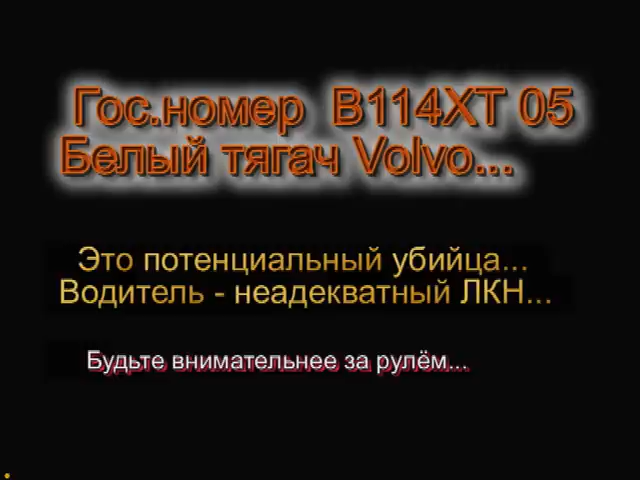 Гос.номер В114ХТ 05
Белый тягач Volvo...
Это потенциальный убийца...
Водитель - неадекватный ЛКН...
Будьте внимательнее за рулём...